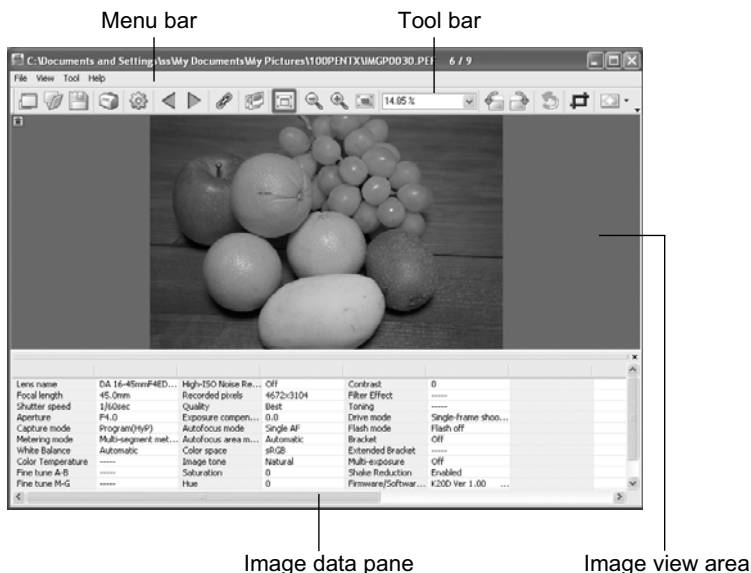 Menu bar Tool bar
C:\Documents and Settings\ss\My Documents\My Pictures\100PENTX\IMGP0030.PEF 6 / 9
File View Tool Help
14.05 %
Lens name DA 16-45mmF4ED... High-ISO Noise Re... Off Contrast 0
Focal length 45.0mm Recorded pixels 4672x3104 Filter Effect -----
Shutter speed 1/60sec Quality Best Toning -----
Aperture F4.0 Exposure compen... 0.0 Drive mode Single-frame shoo...
Capture mode Program(HyP) Autofocus mode Single AF Flash mode Flash off
Metering mode Multi-segment met... Autofocus area m... Automatic Bracket Off
White Balance Automatic Color space sRGB Extended Bracket -----
Color Temperature ----- Image tone Natural Multi-exposure Off
Fine tune A-B ----- Saturation 0 Shake Reduction Enabled
Fine tune M-G ----- Hue 0 Firmware/Softwar... K20D Ver 1.00 ...
Image data pane Image view area